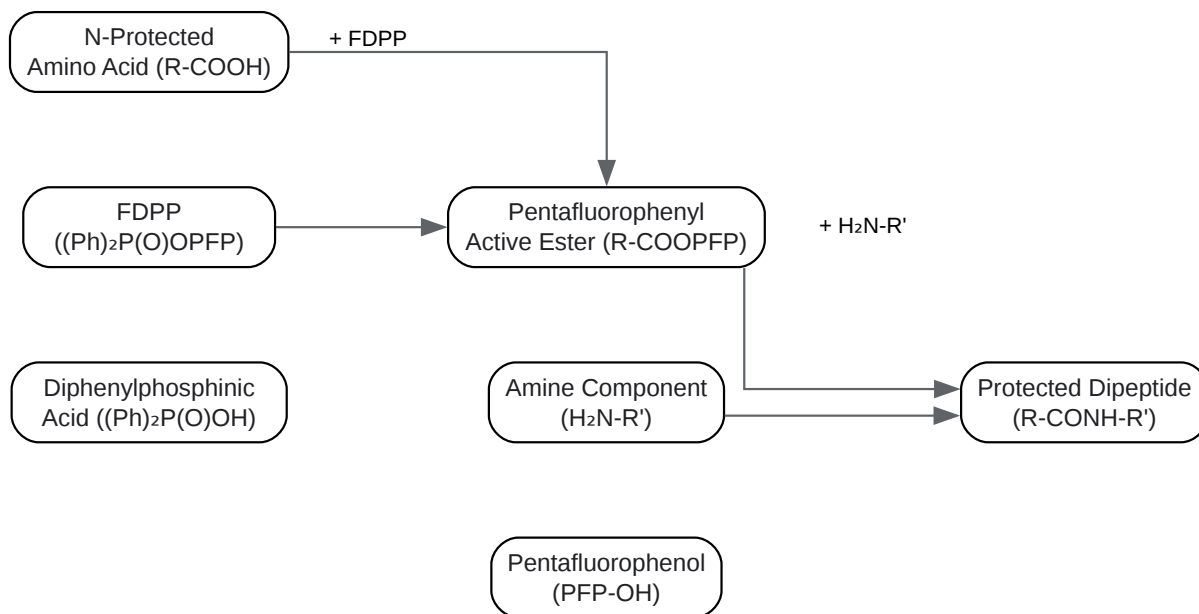 N-Protected
Amino Acid (R-COOH)
+ FDPP
FDPP
((Ph)₂P(O)OPFP)
Pentafluorophenyl
Active Ester (R-COOPFP)
+ H₂N-R'
Diphenylphosphinic
Acid ((Ph)₂P(O)OH)
Amine Component
(H₂N-R')
Protected Dipeptide
(R-CONH-R')
Pentafluorophenol
(PFP-OH)